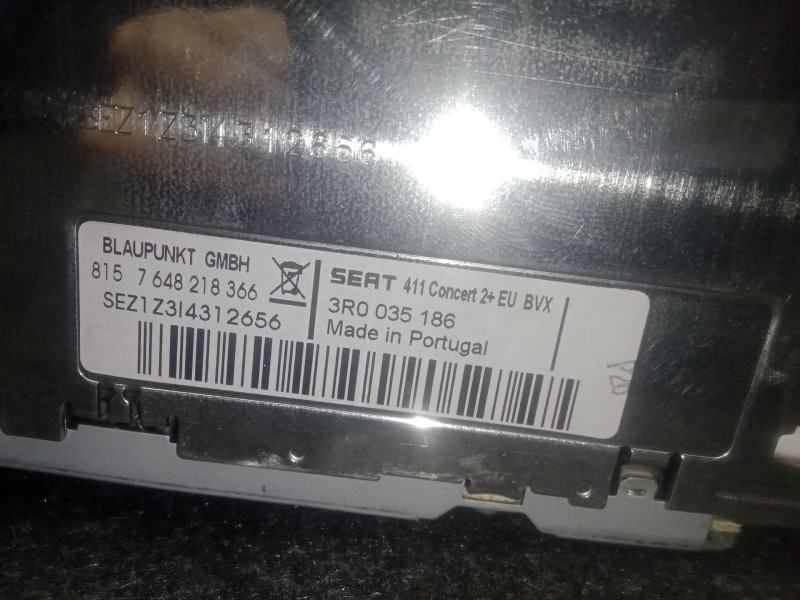 SEZ1Z3I4312656
BLAUPUNKT GMBH
815 7 648 218 366
SEZ1Z3I4312656
SEAT 411 Concert 2+ EU BVX
3R0 035 186
Made in Portugal